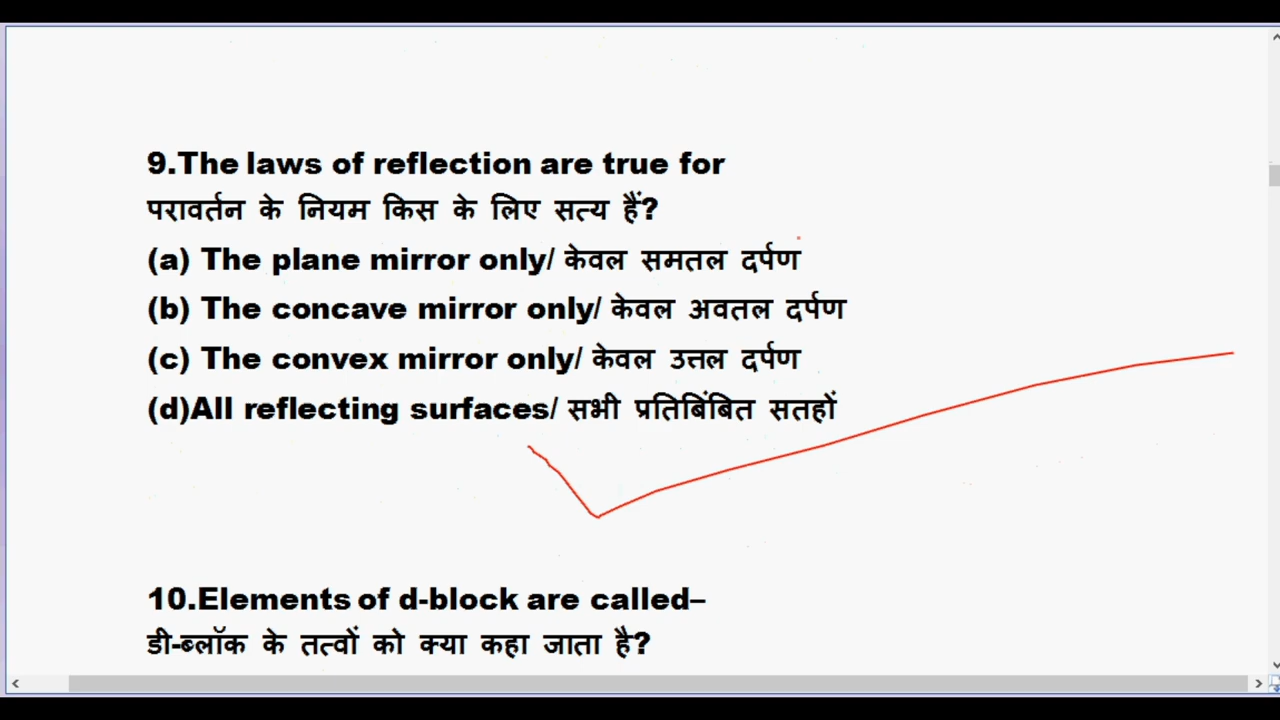 9.The laws of reflection are true for
परावर्तन के नियम किस के लिए सत्य हैं?
(a) The plane mirror only/ केवल समतल दर्पण
(b) The concave mirror only/ केवल अवतल दर्पण
(c) The convex mirror only/ केवल उत्तल दर्पण
(d)All reflecting surfaces/ सभी प्रतिबिंबित सतहों
10.Elements of d-block are called–
डी-ब्लॉक के तत्वों को क्या कहा जाता है?